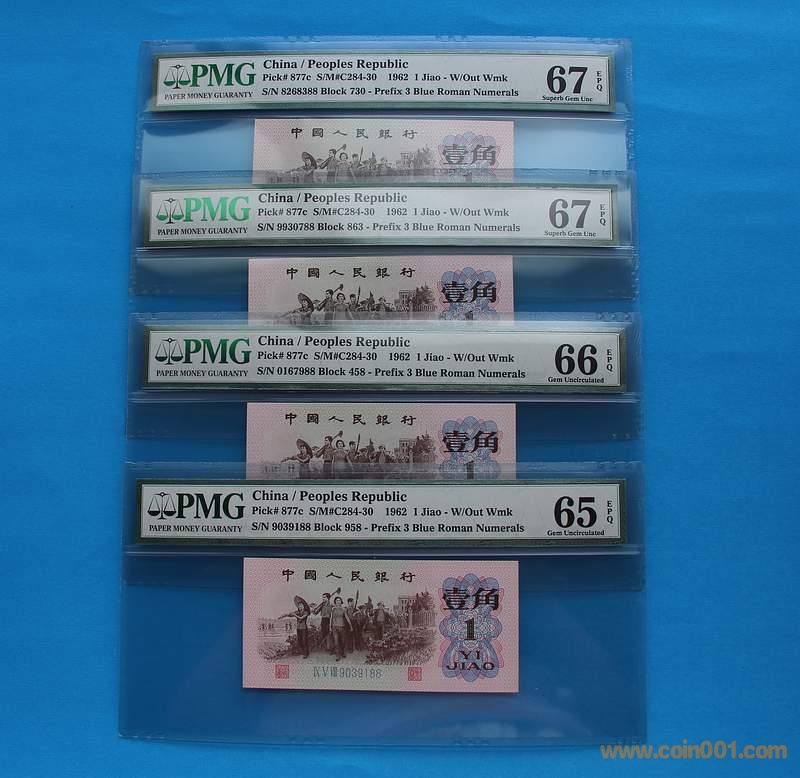 PMG
PAPER MONEY GUARANTY
China / Peoples Republic
Pick# 877c S/M#C284-30 1962 1 Jiao - W/Out Wmk
S/N 8268388 Block 730 - Prefix 3 Blue Roman Numerals
67 EPQ
Superb Gem Unc
中國人民銀行
壹角
1
PMG
PAPER MONEY GUARANTY
China / Peoples Republic
Pick# 877c S/M#C284-30 1962 1 Jiao - W/Out Wmk
S/N 9930788 Block 863 - Prefix 3 Blue Roman Numerals
67 EPQ
Superb Gem Unc
中國人民銀行
壹角
1
PMG
PAPER MONEY GUARANTY
China / Peoples Republic
Pick# 877c S/M#C284-30 1962 1 Jiao - W/Out Wmk
S/N 0167988 Block 458 - Prefix 3 Blue Roman Numerals
66 EPQ
Gem Uncirculated
中國人民銀行
壹角
1
PMG
PAPER MONEY GUARANTY
China / Peoples Republic
Pick# 877c S/M#C284-30 1962 1 Jiao - W/Out Wmk
S/N 9039188 Block 958 - Prefix 3 Blue Roman Numerals
65 EPQ
Gem Uncirculated
中國人民銀行
壹角
1
YI
JIAO
IX V VIII 9039188
www.coin001.com